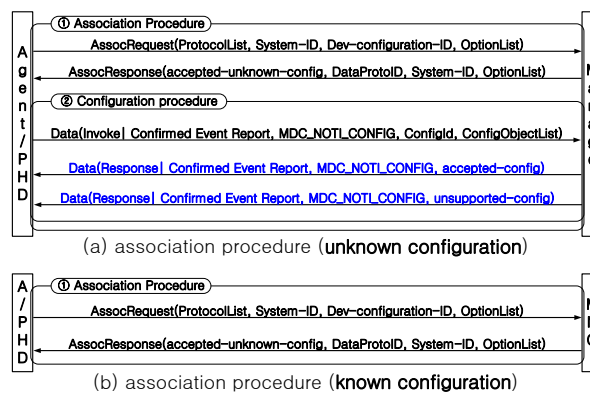 ① Association Procedure
AssocRequest(ProtocolList, System-ID, Dev-configuration-ID, OptionList)
AssocResponse(accepted-unknown-config, DataProtoID, System-ID, OptionList)
② Configuration procedure
Data(Invoke| Confirmed Event Report, MDC_NOTI_CONFIG, ConfigId, ConfigObjectList)
Data(Response| Confirmed Event Report, MDC_NOTI_CONFIG, accepted-config)
Data(Response| Confirmed Event Report, MDC_NOTI_CONFIG, unsupported-config)
Agent/PHD
(a) association procedure (unknown configuration)
① Association Procedure
AssocRequest(ProtocolList, System-ID, Dev-configuration-ID, OptionList)
AssocResponse(accepted-unknown-config, DataProtoID, System-ID, OptionList)
A/PHD
(b) association procedure (known configuration)